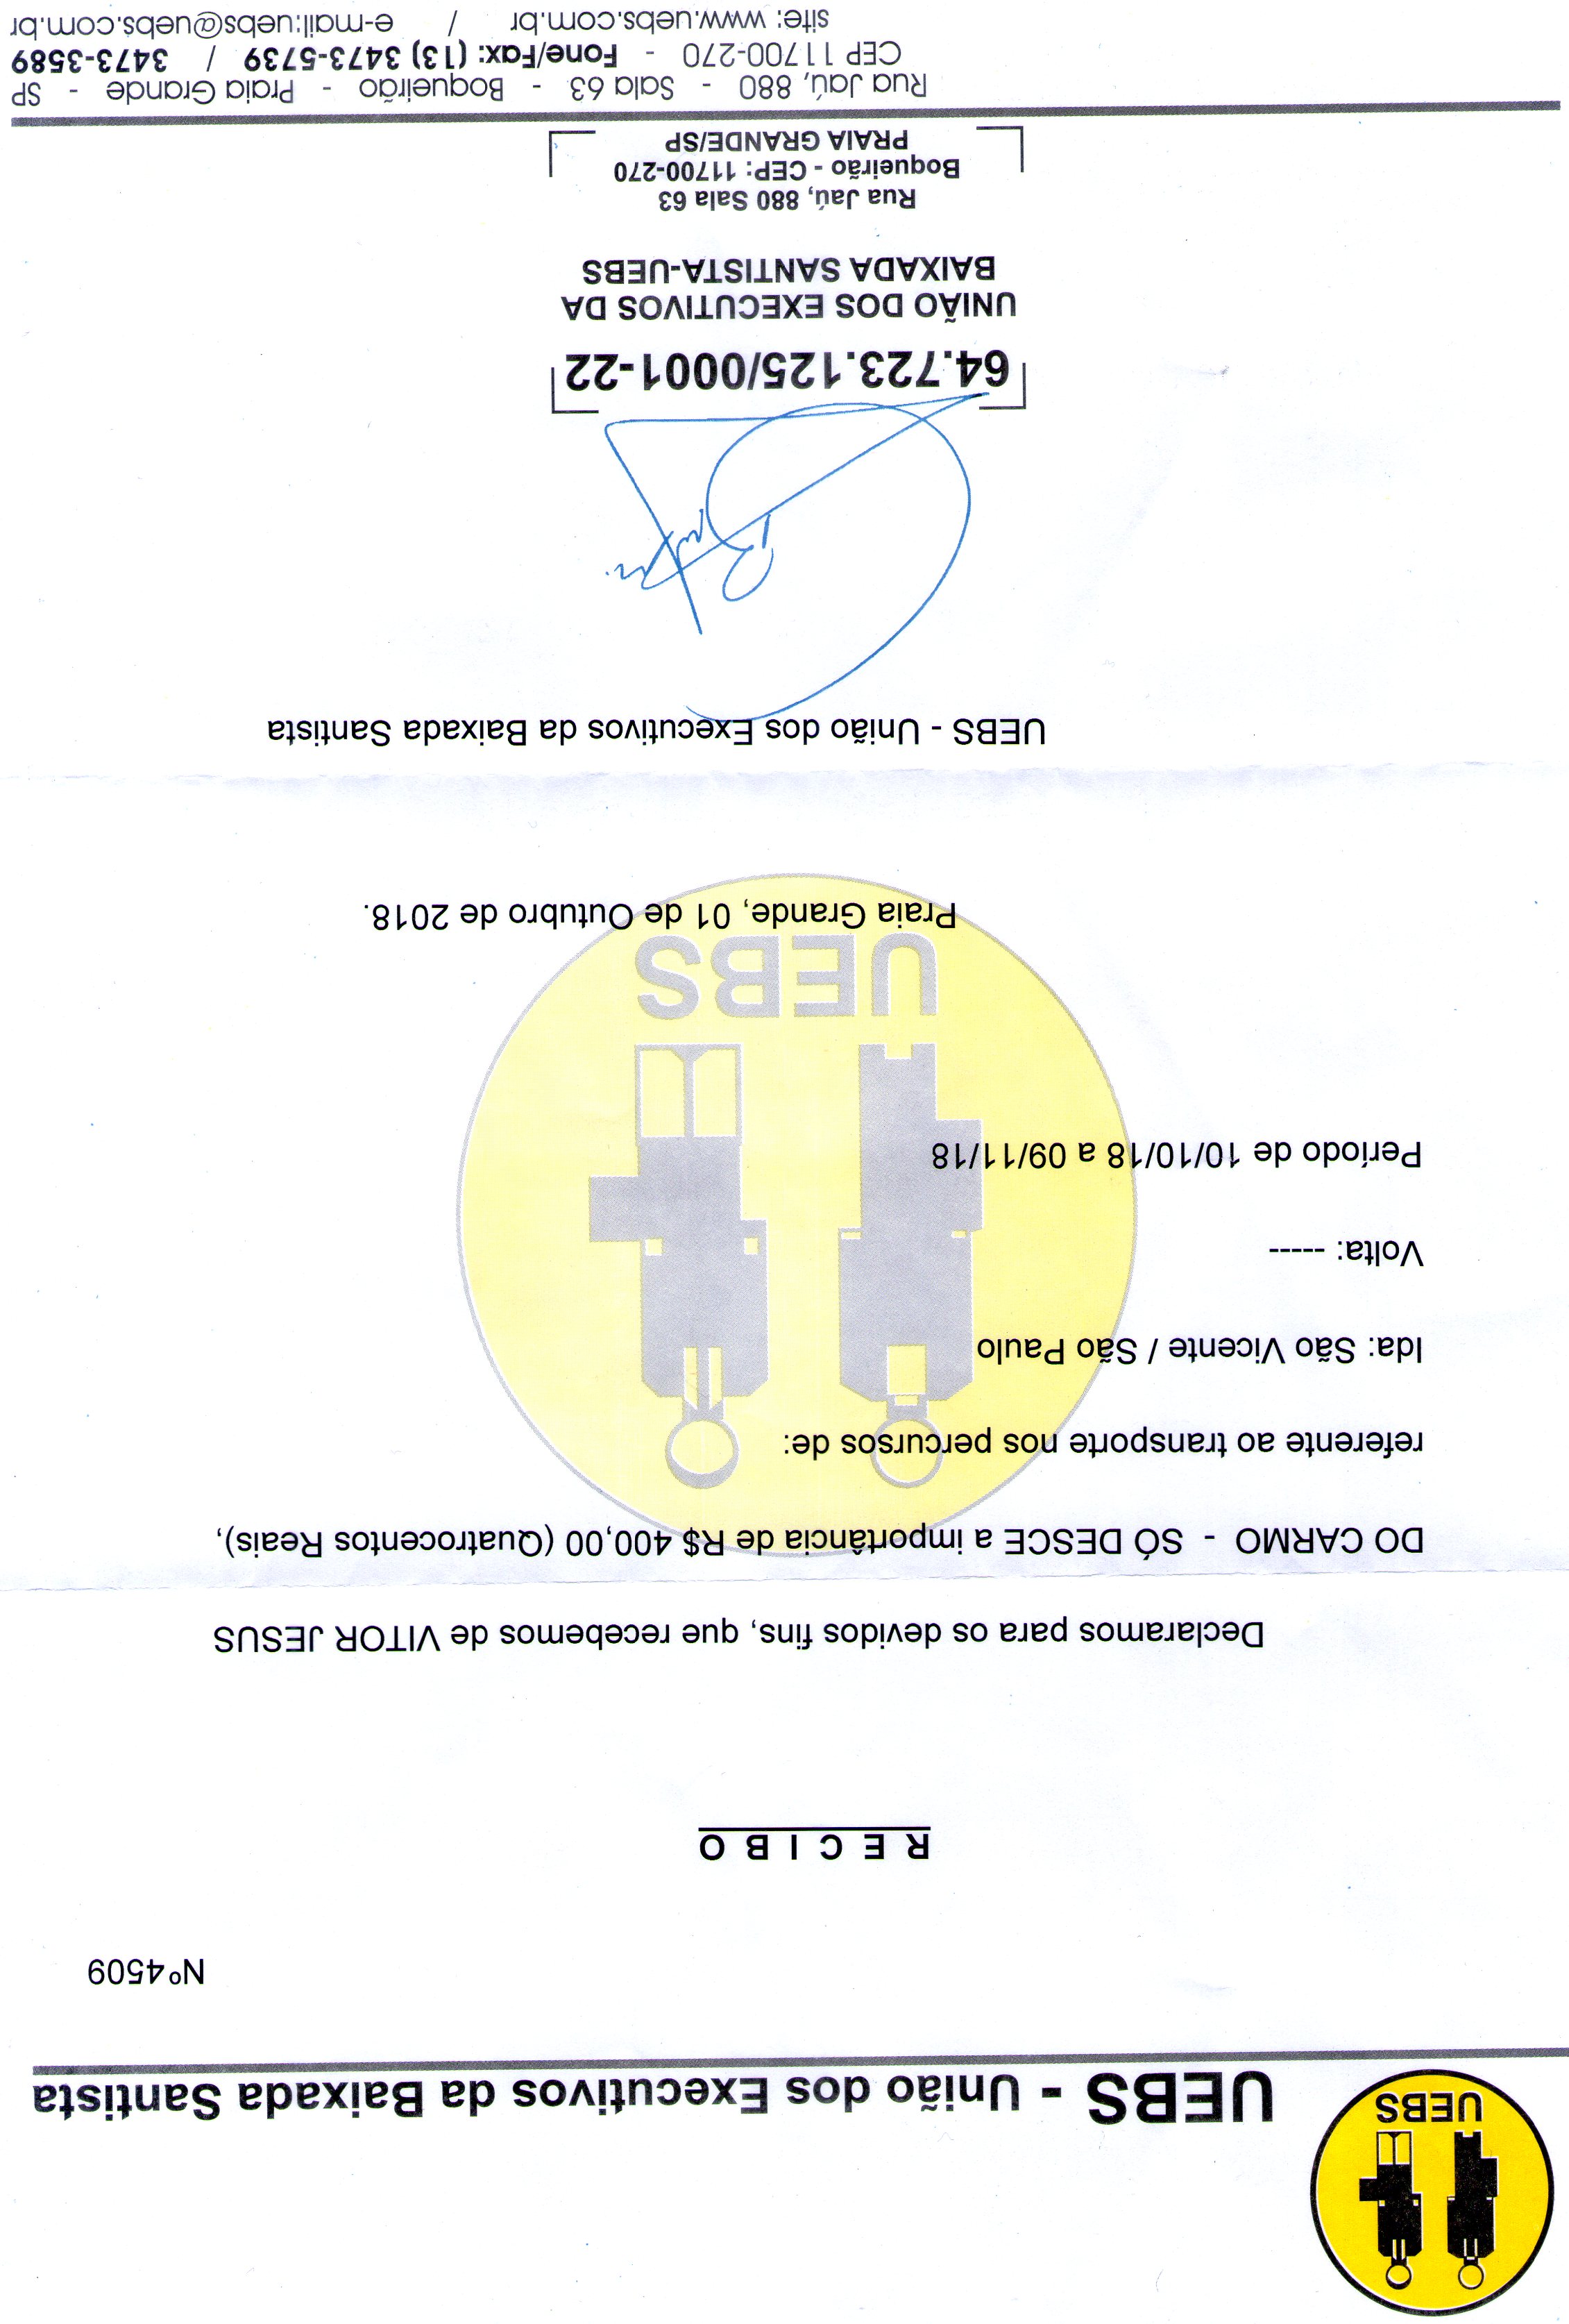 UEBS
UEBS - União dos Executivos da Baixada Santista
Nº 4509
R E C I B O
Declaramos para os devidos fins, que recebemos de VITOR JESUS
DO CARMO - SÓ DESCE a importância de R$ 400,00 (Quatrocentos Reais),
referente ao transporte nos percursos de:
Ida: São Vicente / São Paulo
Volta: -----
Período de 10/10/18 a 09/11/18
UEBS
Praia Grande, 01 de Outubro de 2018.
UEBS - União dos Executivos da Baixada Santista
64.723.125/0001-22
UNIÃO DOS EXECUTIVOS DA
BAIXADA SANTISTA-UEBS
Rua Jaú, 880 Sala 63
Boqueirão - CEP: 11700-270
PRAIA GRANDE/SP
Rua Jaú, 880 - Sala 63 - Boqueirão - Praia Grande - SP
CEP 11700-270 - Fone/Fax: (13) 3473-5739 / 3473-3589
site: www.uebs.com.br / e-mail:uebs@uebs.com.br